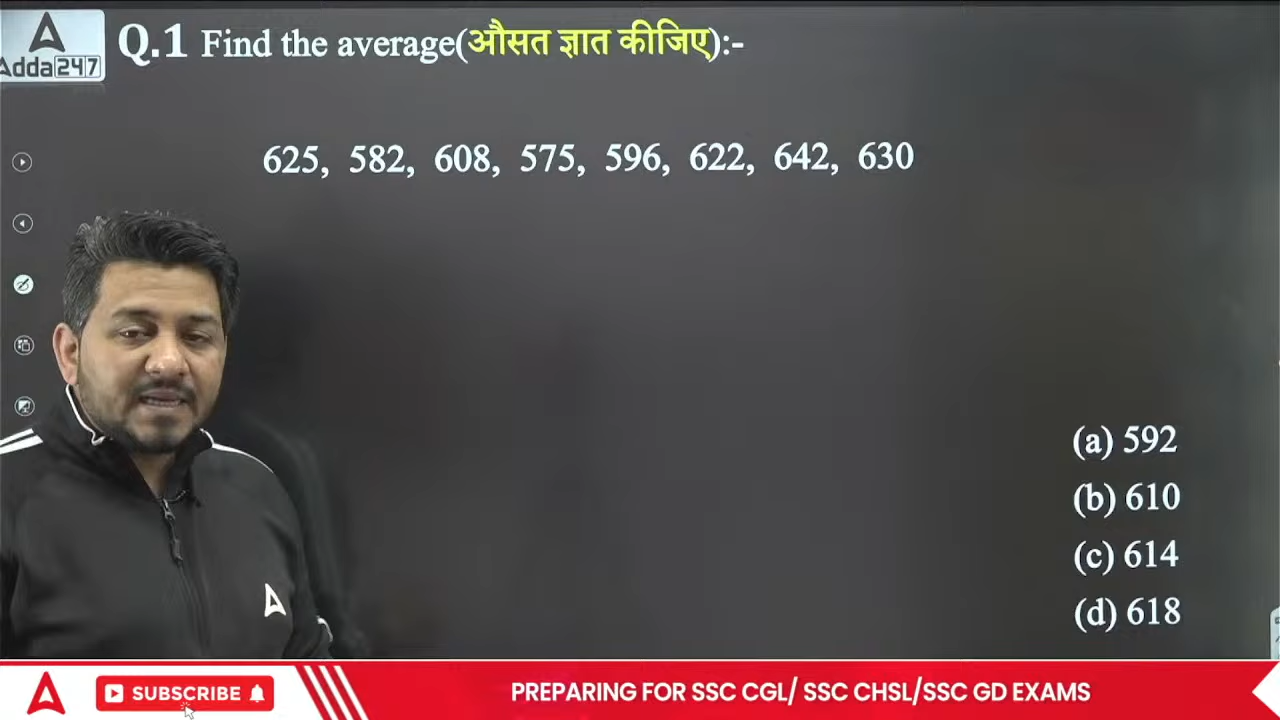 Q.1 Find the average(औसत ज्ञात कीजिए):-
Adda247
625, 582, 608, 575, 596, 622, 642, 630
(a) 592
(b) 610
(c) 614
(d) 618
SUBSCRIBE
PREPARING FOR SSC CGL/ SSC CHSL/SSC GD EXAMS